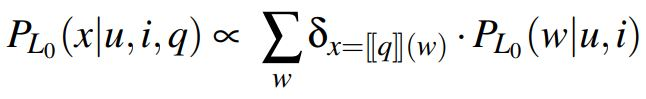 P_{L_0}(x|u, i, q) ∝ ∑_w δ_{x=⟦q⟧(w)} · P_{L_0}(w|u, i)